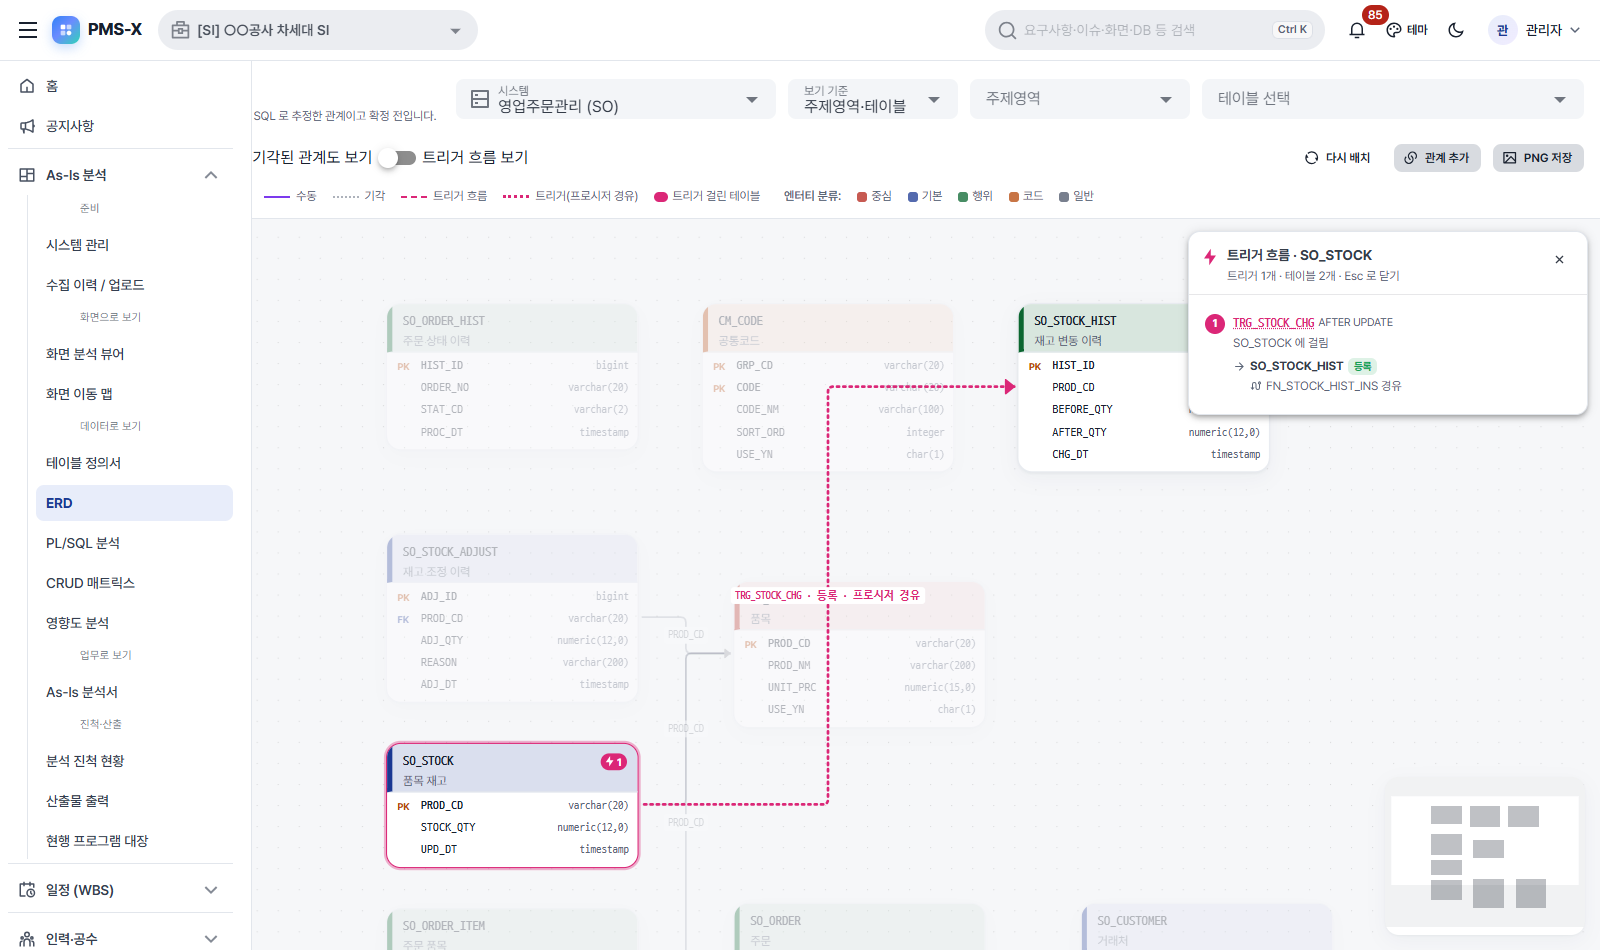 PMS-X
[SI] OO공사 차세대 SI
요구사항·이슈·화면·DB 등 검색
Ctrl K
85
테마
관
관리자
홈
공지사항
As-Is 분석
준비
시스템 관리
수집 이력 / 업로드
화면으로 보기
화면 분석 뷰어
화면 이동 맵
데이터로 보기
테이블 정의서
ERD
PL/SQL 분석
CRUD 매트릭스
영향도 분석
업무로 보기
As-Is 분석서
진척·산출
분석 진척 현황
산출물 출력
현행 프로그램 대장
일정 (WBS)
인력·공수
SQL 로 추정한 관계이고 확정 전입니다.
시스템
영업주문관리 (SO)
보기 기준
주제영역·테이블
주제영역
테이블 선택
기각된 관계도 보기
트리거 흐름 보기
다시 배치
관계 추가
PNG 저장
수동
기각
트리거 흐름
트리거(프로시저 경유)
트리거 걸린 테이블
엔터티 분류:
중심
기본
행위
코드
일반
트리거 흐름 · SO_STOCK
트리거 1개 · 테이블 2개 · Esc 로 닫기
1 TRG_STOCK_CHG AFTER UPDATE
SO_STOCK 에 걸림
→ SO_STOCK_HIST 등록
FN_STOCK_HIST_INS 경유
SO_ORDER_HIST
주문 상태 이력
PK HIST_ID bigint
ORDER_NO varchar(20)
STAT_CD varchar(2)
PROC_DT timestamp
CM_CODE
공통코드
PK GRP_CD varchar(20)
PK CODE varchar(20)
CODE_NM varchar(100)
SORT_ORD integer
USE_YN char(1)
SO_STOCK_HIST
재고 변동 이력
PK HIST_ID
PROD_CD
BEFORE_QTY
AFTER_QTY numeric(12,0)
CHG_DT timestamp
SO_STOCK_ADJUST
재고 조정 이력
PK ADJ_ID bigint
FK PROD_CD varchar(20)
ADJ_QTY numeric(12,0)
REASON varchar(200)
ADJ_DT timestamp
PROD_CD
TRG_STOCK_CHG · 등록 · 프로시저 경유
품목
PK PROD_CD varchar(20)
PROD_NM varchar(200)
UNIT_PRC numeric(15,0)
USE_YN char(1)
PROD_CD
SO_STOCK
1
품목 재고
PK PROD_CD varchar(20)
STOCK_QTY numeric(12,0)
UPD_DT timestamp
PROD_CD
SO_ORDER_ITEM
주문 품목
SO_ORDER
주문
SO_CUSTOMER
거래처